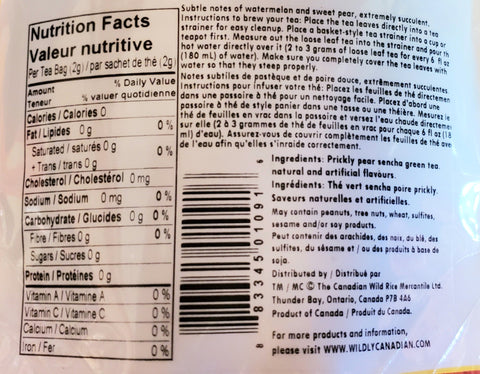 Nutrition Facts
Valeur nutritive
Per Tea Bag (2g) / par sachet de thé (2g)
Amount % Daily Value
Teneur % valeur quotidienne
Calories / Calories 0
Fat / Lipides 0 g 0 %
Saturated / saturés 0 g 0 %
+ Trans / trans 0 g
Cholesterol / Cholestérol 0 mg
Sodium / Sodium 0 mg 0 %
Carbohydrate / Glucides 0 g 0 %
Fibre / Fibres 0 g 0 %
Sugars / Sucres 0 g
Protein / Protéines 0 g
Vitamin A / Vitamine A 0 %
Vitamin C / Vitamine C 0 %
Calcium / Calcium 0 %
Iron / Fer 0 %
Subtle notes of watermelon and sweet pear, extremely succulent.
Instructions to brew your tea: Place the tea leaves directly into a tea
strainer for easy cleanup. Place a basket-style tea strainer into a cup or
teapot first. Measure out the loose leaf tea into the strainer and pour th
hot water directly over it (2 to 3 grams of loose leaf tea for every 6 fl oz
(180 mL) of water). Make sure you completely cover the tea leaves with
water so that they steep properly.
Notes subtiles de pastèque et de poire douce, extrêmement succulentes.
Instructions pour infuser votre thé: Placez les feuilles de thé directement
dans une passoire à thé pour un nettoyage facile. Placez d'abord une
passoire à thé de style panier dans une tasse ou une théière. Mesurez le
thé de feuilles en vrac dans la passoire et versez l'eau chaude directement
sur elle (2 à 3 grammes de thé de feuilles en vrac pour chaque 6 fl oz (18
ml) d'eau). Assurez-vous de couvrir complètement les feuilles de thé avec
de l'eau afin qu'elles s'inraide correctement.
Ingredients: Prickly pear sencha green tea.
natural and artificial flavours.
Ingrédients: Thé vert sencha poire prickly.
Saveurs naturelles et artificielles.
May contain peanuts, tree nuts, wheat, sulfites,
sesame and/or soy products.
Peut contenir des arachides, des noix, du blé, des
sulfites, du sésame et / ou des produits à base de
soja.
Distributed by / Distribué par
TM / MC © The Canadian Wild Rice Mercantile Ltd.
Thunder Bay, Ontario, Canada P7B 4A6
Product of Canada / Produit du Canada.
For more products and information,
please visit WWW.WILDLYCANADIAN.COM
8 83345 01091 6